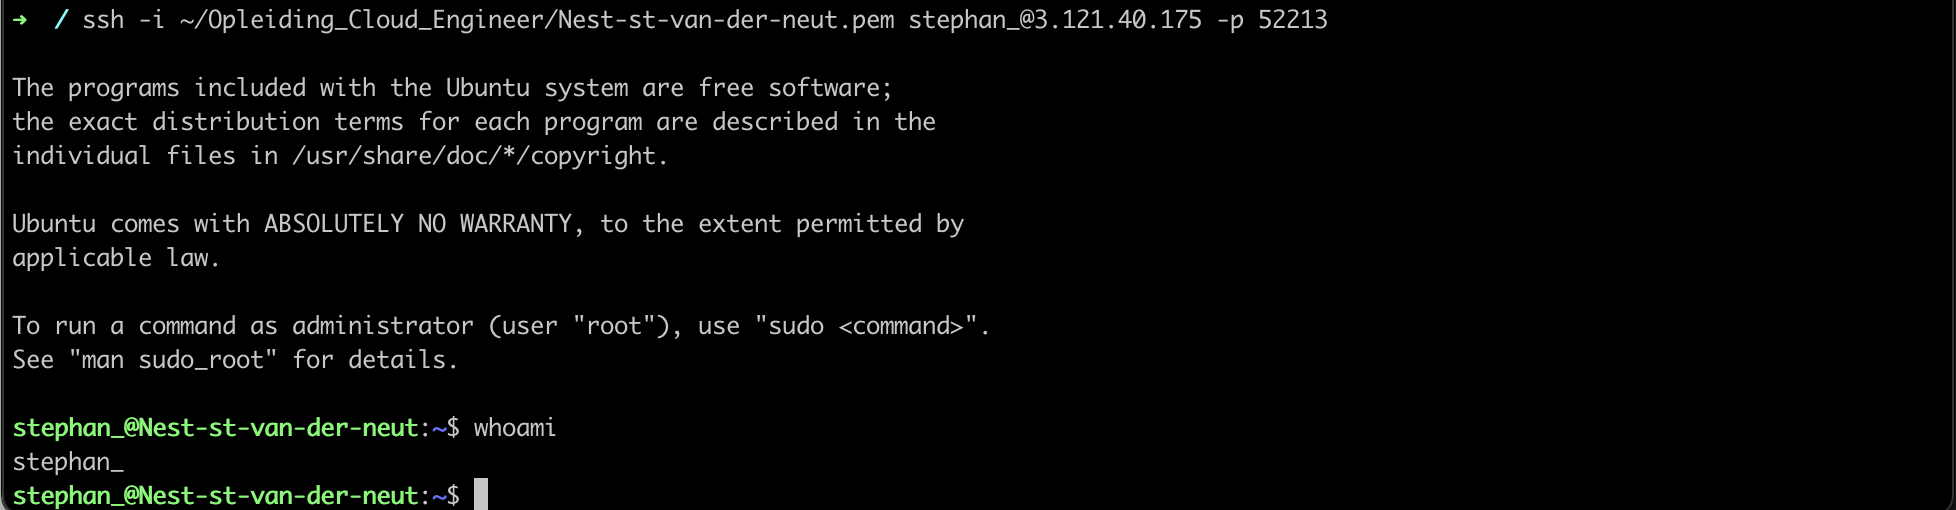 ➜  / ssh -i ~/Opleiding_Cloud_Engineer/Nest-st-van-der-neut.pem stephan_@3.121.40.175 -p 52213
The programs included with the Ubuntu system are free software;
the exact distribution terms for each program are described in the
individual files in /usr/share/doc/*/copyright.
Ubuntu comes with ABSOLUTELY NO WARRANTY, to the extent permitted by
applicable law.
To run a command as administrator (user "root"), use "sudo <command>".
See "man sudo_root" for details.
stephan_@Nest-st-van-der-neut:~$ whoami
stephan_
stephan_@Nest-st-van-der-neut:~$